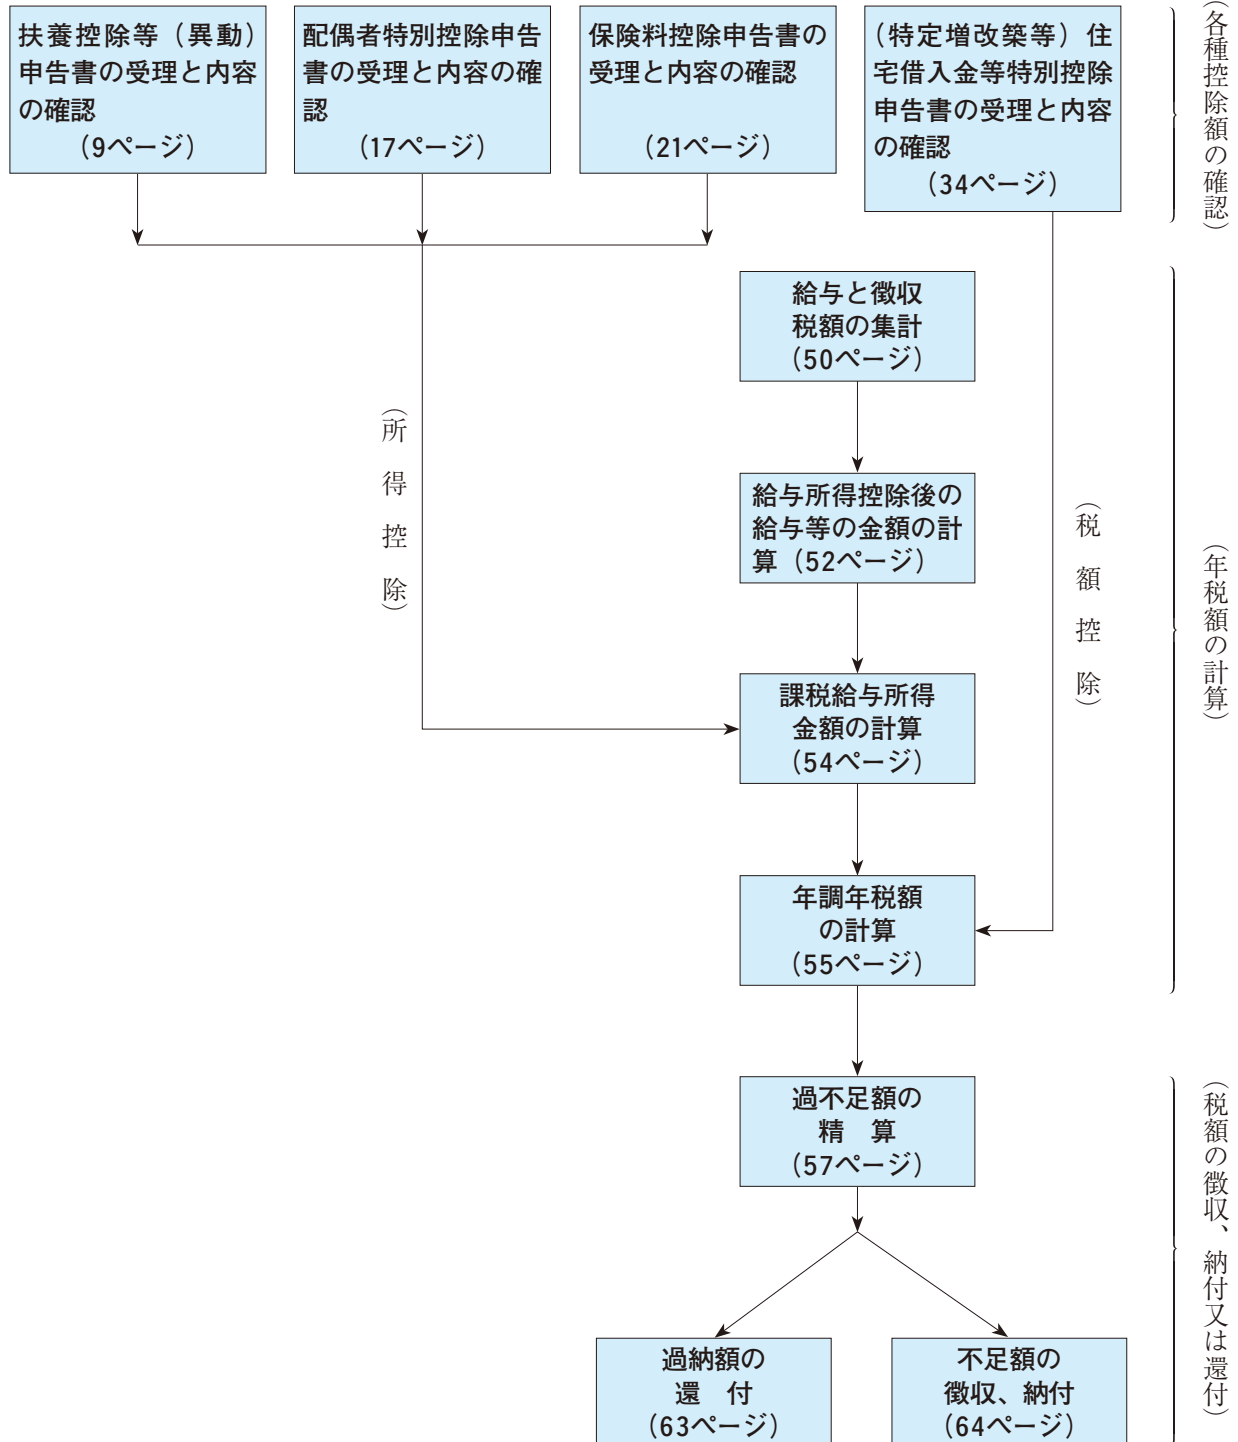 扶養控除等（異動）
申告書の受理と内容
の確認
（9ページ）
配偶者特別控除申告
書の受理と内容の確
認
（17ページ）
保険料控除申告書の
受理と内容の確認
（21ページ）
（特定増改築等）住
宅借入金等特別控除
申告書の受理と内容
の確認
（34ページ）
（各種控除額の確認）
給与と徴収
税額の集計
（50ページ）
（所得控除）
給与所得控除後の
給与等の金額の計
算（52ページ）
（税額控除）
（年税額の計算）
課税給与所得
金額の計算
（54ページ）
年調年税額
の計算
（55ページ）
過不足額の
精　算
（57ページ）
（税額の徴収、納付又は還付）
過納額の
還　付
（63ページ）
不足額の
徴収、納付
（64ページ）